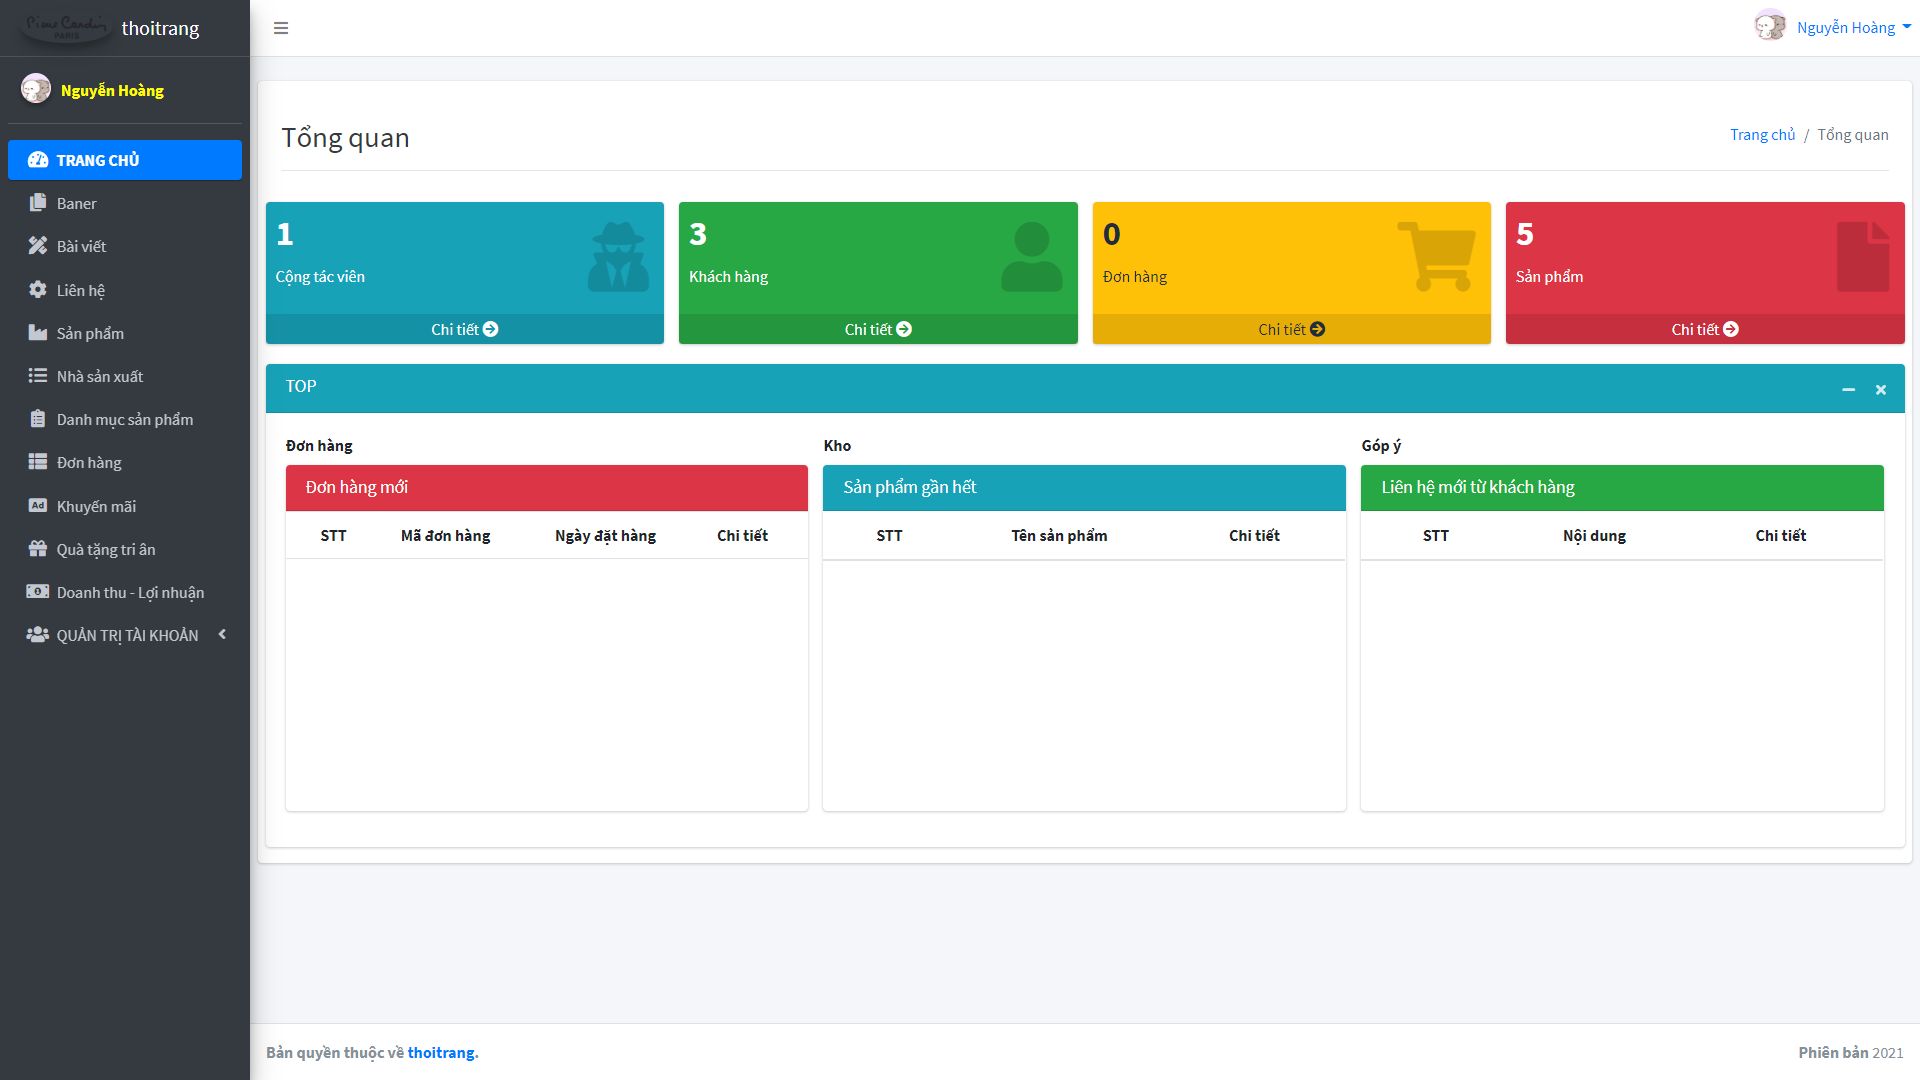 Pierre Cardin
PARIS
thoitrang
Nguyễn Hoàng
Nguyễn Hoàng
TRANG CHỦ
Baner
Bài viết
Liên hệ
Sản phẩm
Nhà sản xuất
Danh mục sản phẩm
Đơn hàng
Ad
Khuyến mãi
Quà tặng tri ân
Doanh thu - Lợi nhuận
QUẢN TRỊ TÀI KHOẢN
Tổng quan
Trang chủ / Tổng quan
1
Cộng tác viên
Chi tiết
3
Khách hàng
Chi tiết
0
Đơn hàng
Chi tiết
5
Sản phẩm
Chi tiết
TOP
Đơn hàng
Đơn hàng mới
STT Mã đơn hàng Ngày đặt hàng Chi tiết
Kho
Sản phẩm gần hết
STT Tên sản phẩm Chi tiết
Góp ý
Liên hệ mới từ khách hàng
STT Nội dung Chi tiết
Bản quyền thuộc về thoitrang.
Phiên bản 2021